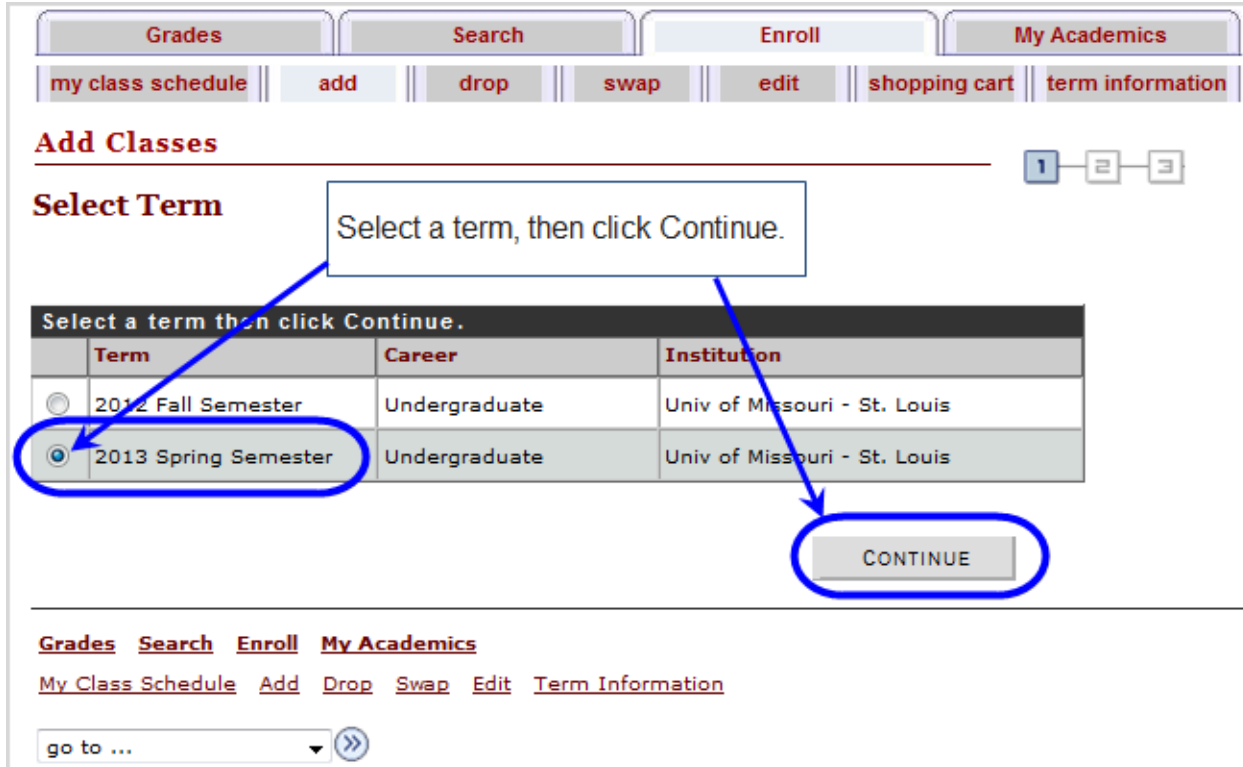 Grades Search Enroll My Academics
my class schedule add drop swap edit shopping cart term information
Add Classes
1 2 3
Select Term
Select a term, then click Continue.
Select a term then click Continue.
Term Career Institution
2012 Fall Semester Undergraduate Univ of Missouri - St. Louis
2013 Spring Semester Undergraduate Univ of Missouri - St. Louis
CONTINUE
Grades Search Enroll My Academics
My Class Schedule Add Drop Swap Edit Term Information
go to ...